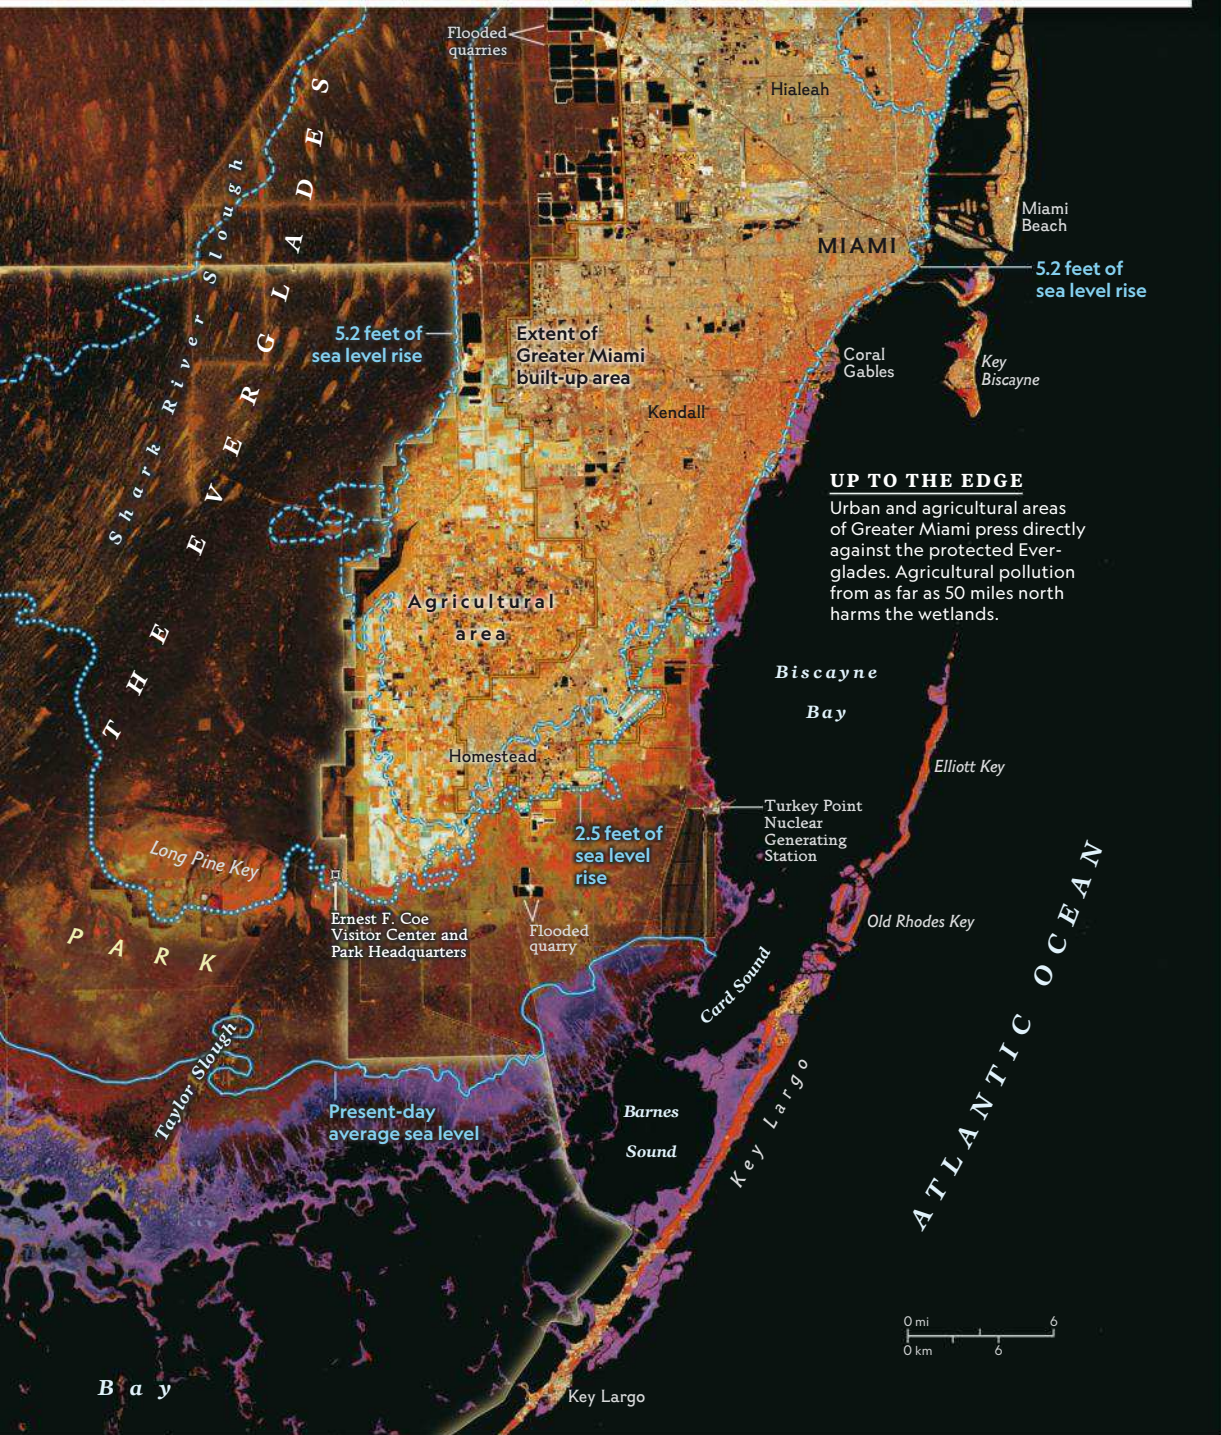 Flooded
quarries
Hialeah
THE EVERGLADES
Shark River Slough
Miami
Beach
MIAMI
5.2 feet of
sea level rise
5.2 feet of
sea level rise
Extent of
Greater Miami
built-up area
Coral
Gables
Key
Biscayne
Kendall
UP TO THE EDGE
Urban and agricultural areas
of Greater Miami press directly
against the protected Ever-
glades. Agricultural pollution
from as far as 50 miles north
harms the wetlands.
Agricultural
area
Biscayne
Bay
Homestead
Elliott Key
Turkey Point
Nuclear
Generating
Station
2.5 feet of
sea level
rise
Long Pine Key
Ernest F. Coe
Visitor Center and
Park Headquarters
Flooded
quarry
Old Rhodes Key
PARK
Card Sound
ATLANTIC OCEAN
Taylor Slough
Key Largo
Present-day
average sea level
Barnes
Sound
0 mi 6
0 km 6
Bay
Key Largo